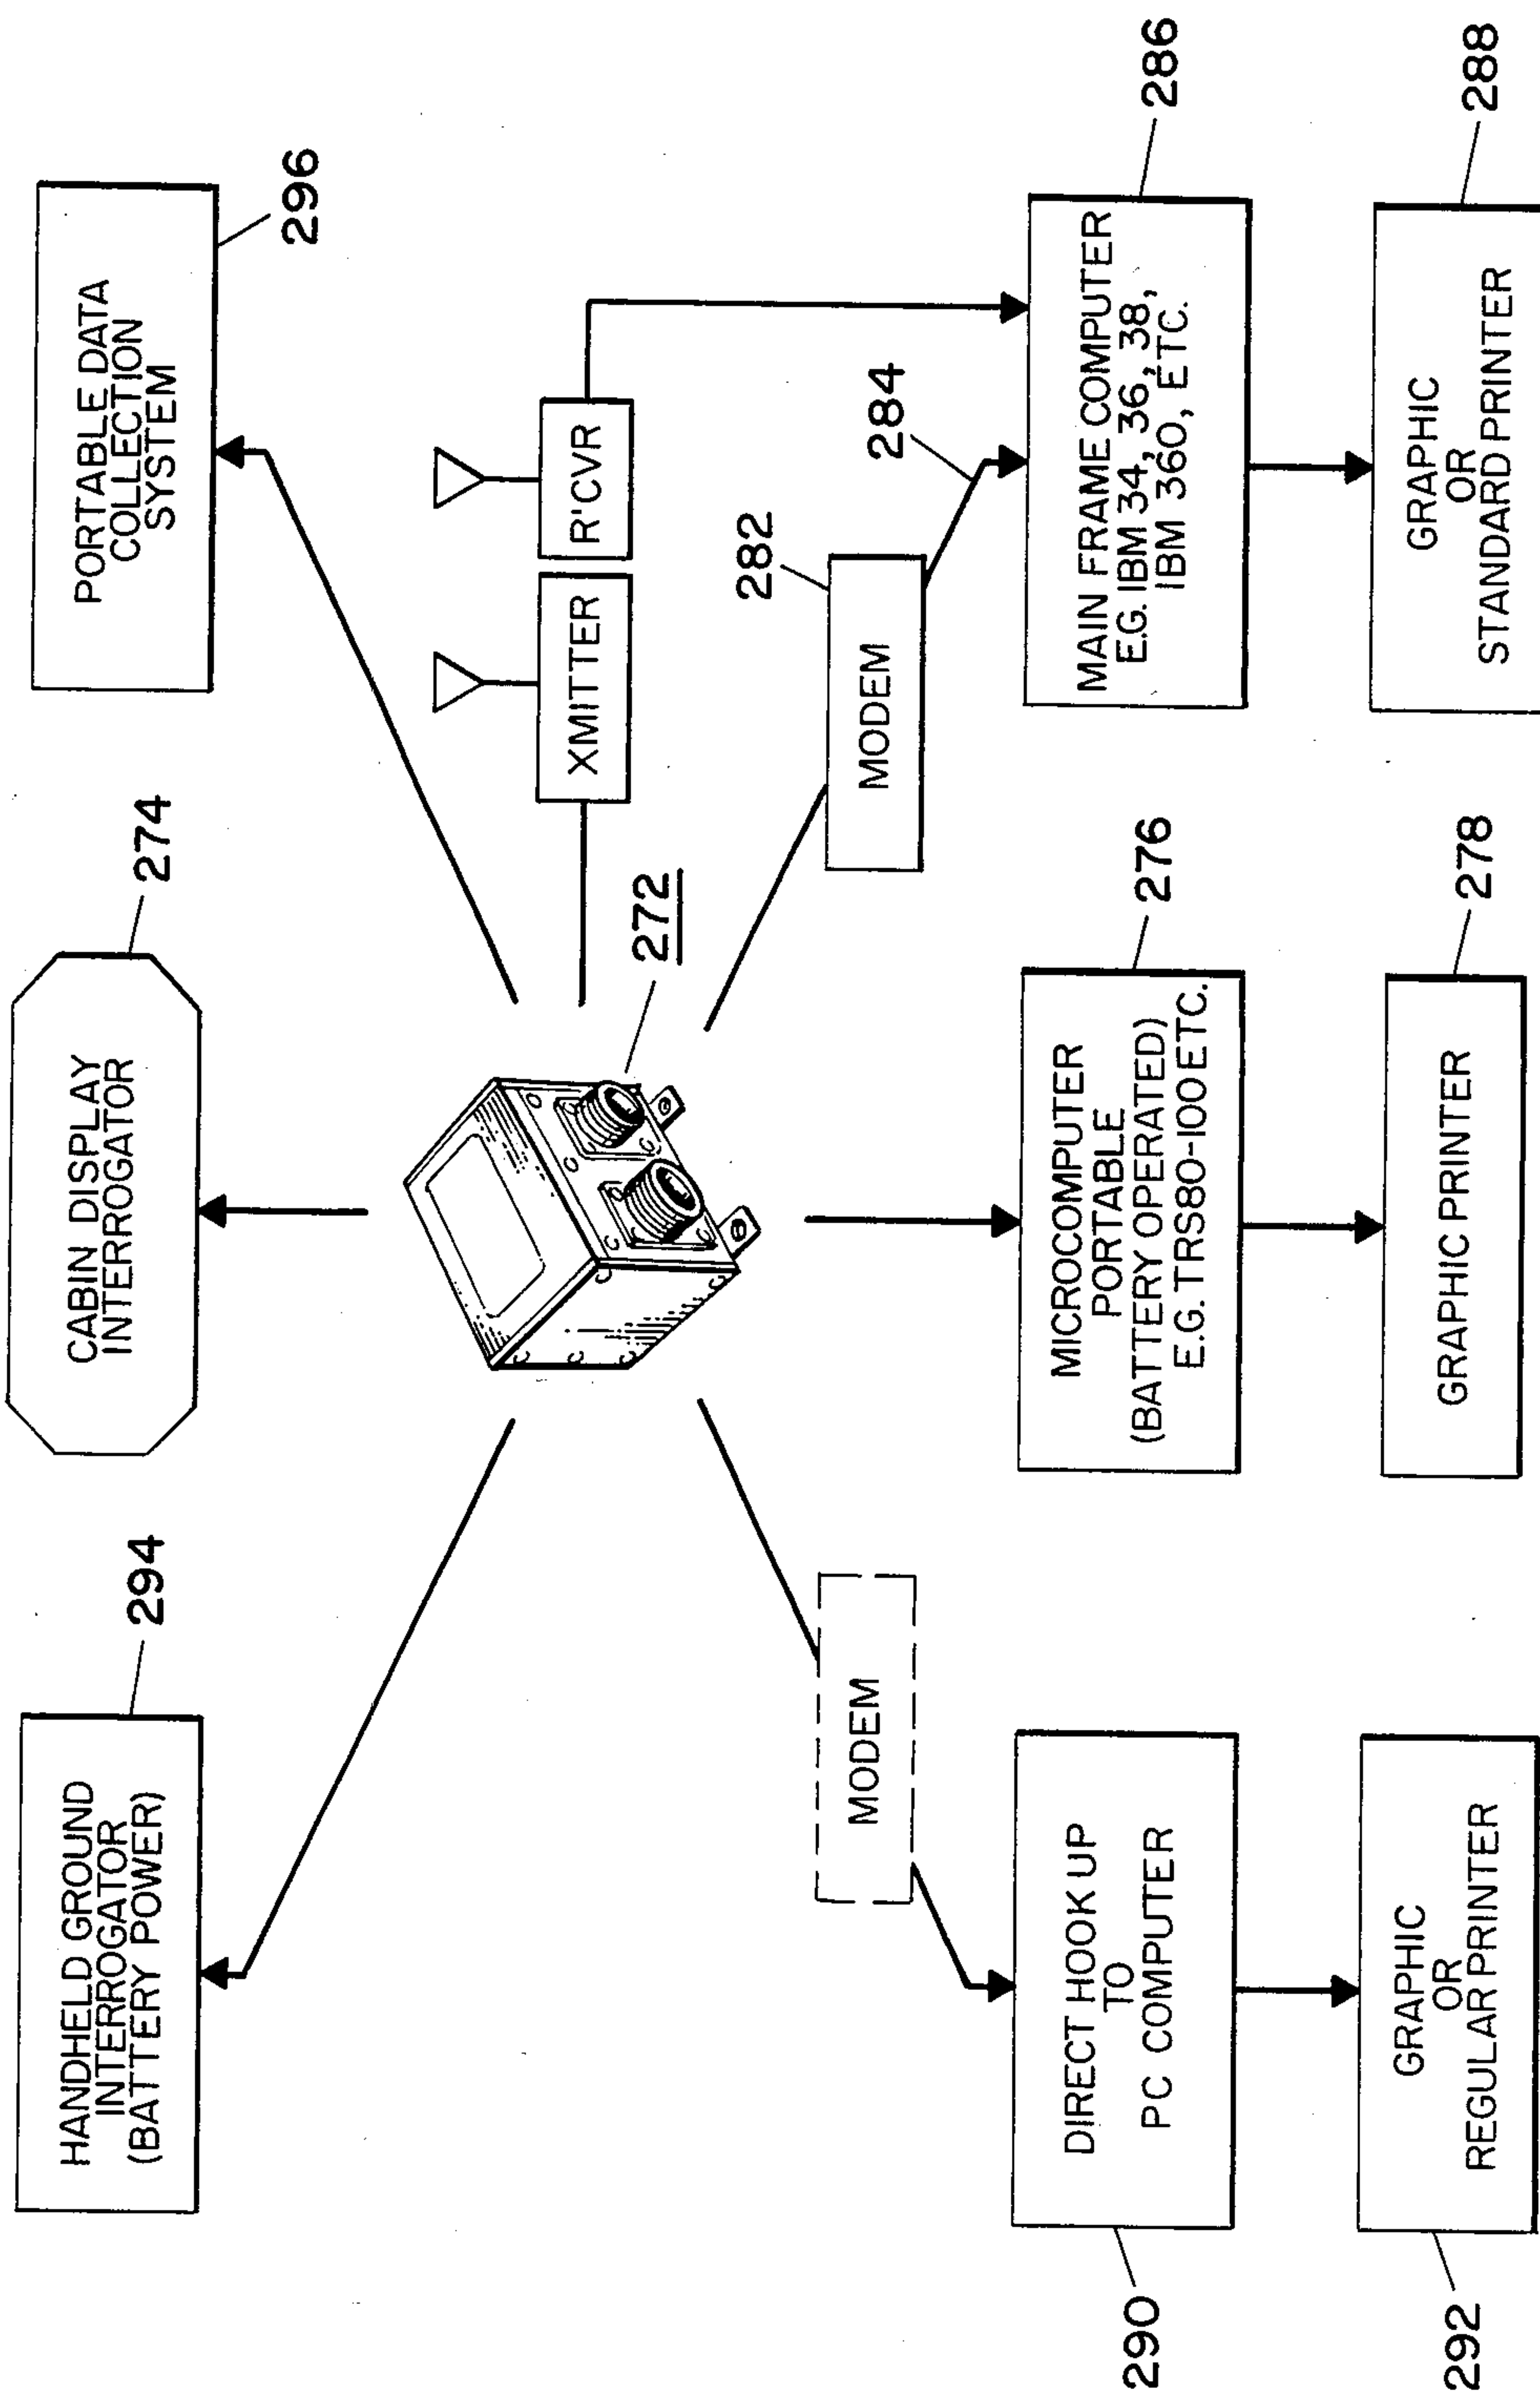 HANDHELD GROUND
INTERROGATOR
(BATTERY POWER)
294
CABIN DISPLAY
INTERROGATOR
274
PORTABLE DATA
COLLECTION
SYSTEM
296
272
XMITTER
R'CVR
MODEM
MODEM
282
284
DIRECT HOOK UP
TO
PC COMPUTER
290
MICROCOMPUTER
PORTABLE
(BATTERY OPERATED)
E.G. TRS80-100 ETC.
276
MAIN FRAME COMPUTER
E.G. IBM 34, 36, 38,
IBM 360, ETC.
286
GRAPHIC
OR
REGULAR PRINTER
292
GRAPHIC PRINTER
278
GRAPHIC
OR
STANDARD PRINTER
288